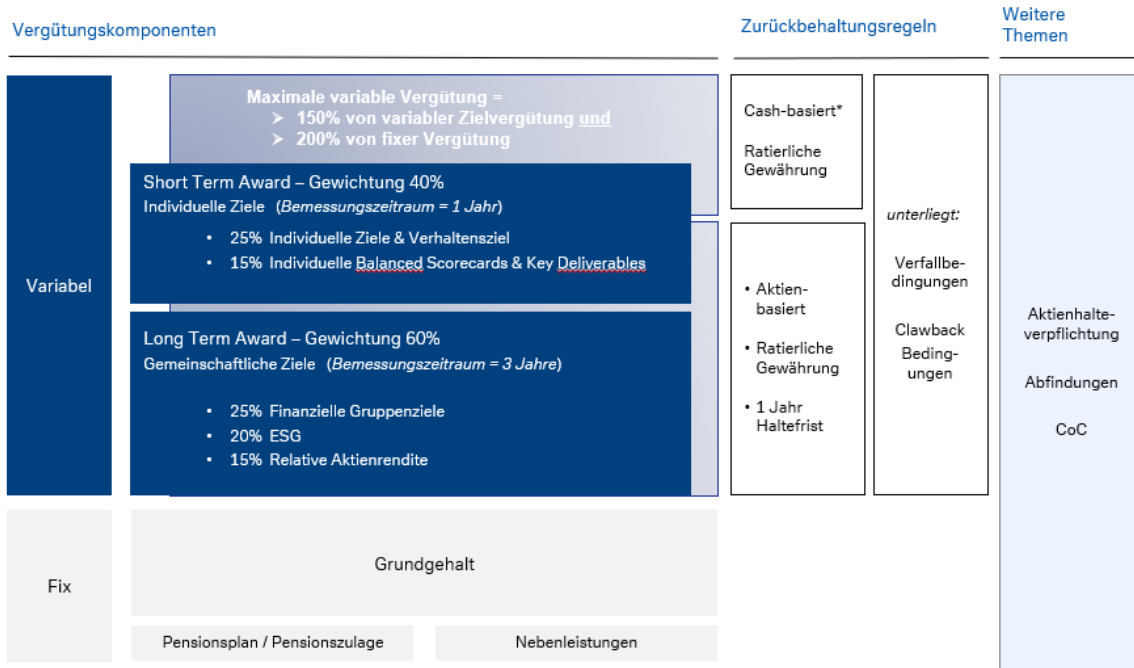 Vergütungskomponenten
Zurückbehaltungsregeln
Weitere
Themen
Variabel
Maximale variable Vergütung =
➢ 150% von variabler Zielvergütung und
➢ 200% von fixer Vergütung
Short Term Award – Gewichtung 40%
Individuelle Ziele (Bemessungszeitraum = 1 Jahr)
• 25% Individuelle Ziele & Verhaltensziel
• 15% Individuelle Balanced Scorecards & Key Deliverables
Long Term Award – Gewichtung 60%
Gemeinschaftliche Ziele (Bemessungszeitraum = 3 Jahre)
• 25% Finanzielle Gruppenziele
• 20% ESG
• 15% Relative Aktienrendite
Cash-basiert*
Ratierliche
Gewährung
• Aktien-
basiert
• Ratierliche
Gewährung
• 1 Jahr
Haltefrist
unterliegt:
Verfallbe-
dingungen
Clawback
Beding-
ungen
Aktienhalte-
verpflichtung
Abfindungen
CoC
Fix
Grundgehalt
Pensionsplan / Pensionszulage
Nebenleistungen